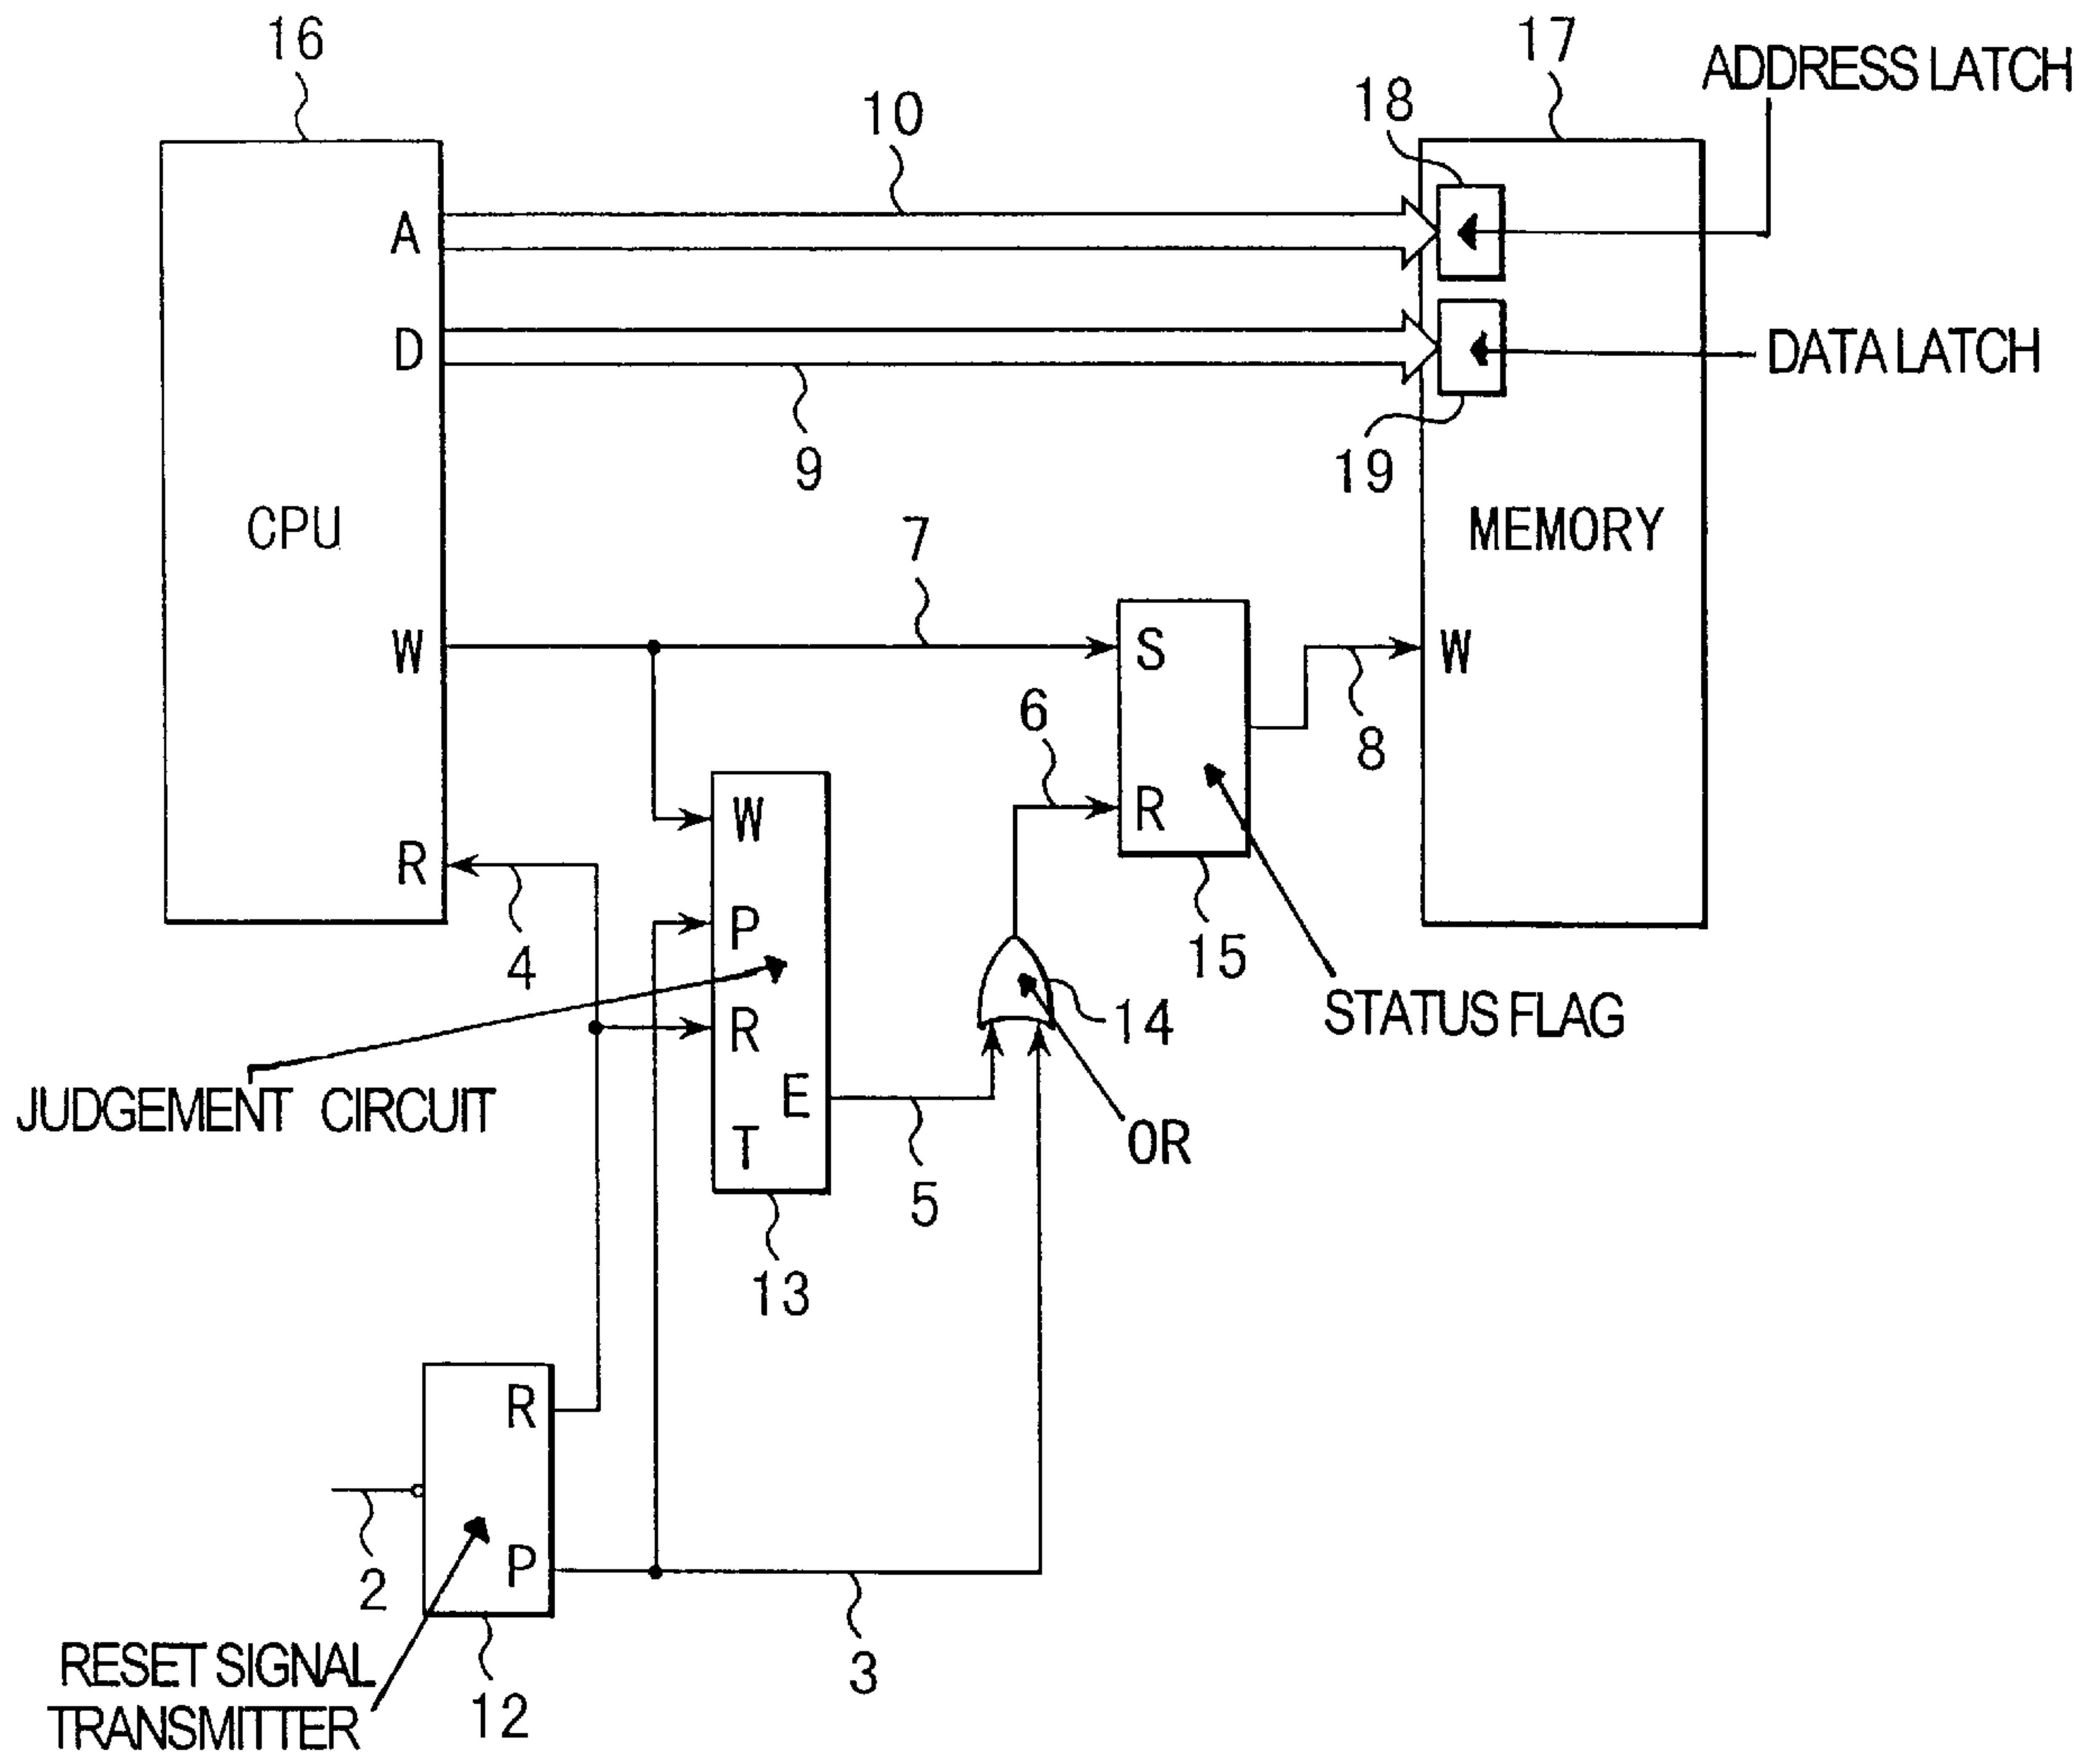 16
17
ADDRESS LATCH
10
18
A
D
DATA LATCH
9
19
CPU
MEMORY
7
W
S
W
6
8
W
R
R
P
4
15
14
STATUS FLAG
R
JUDGEMENT CIRCUIT
E
OR
T
5
13
R
2
P
3
RESET SIGNAL
TRANSMITTER
12